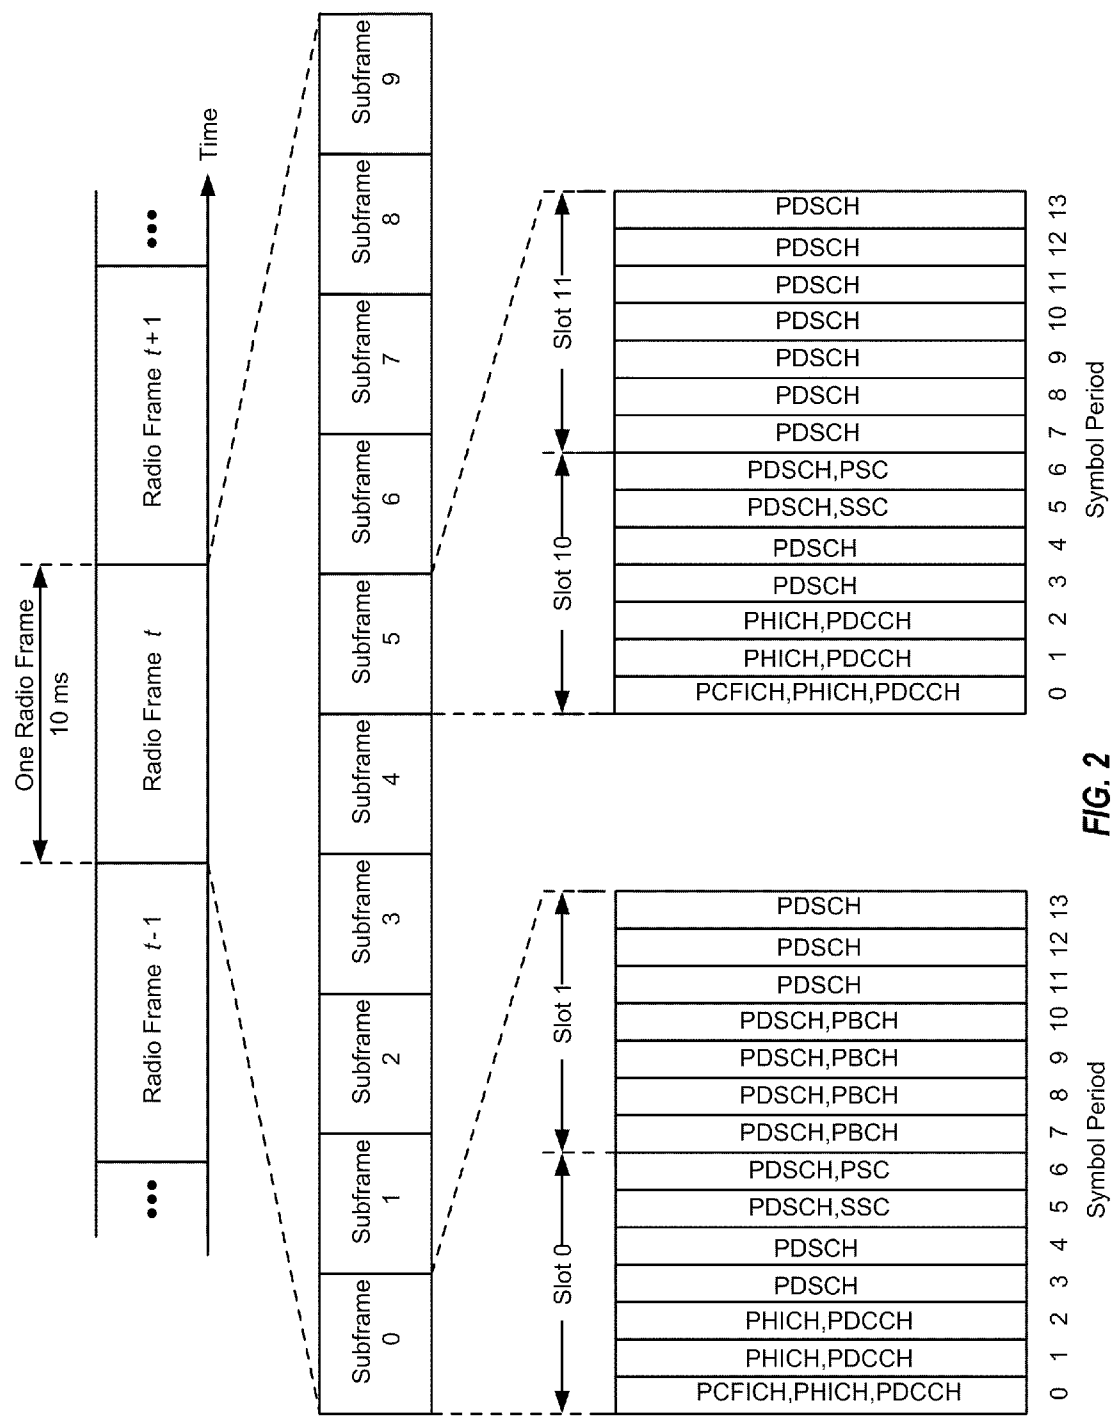 One Radio Frame
10 ms
•••
Radio Frame t-1
Radio Frame t
Radio Frame t+1
•••
Time
Subframe
0
Subframe
1
Subframe
2
Subframe
3
Subframe
4
Subframe
5
Subframe
6
Subframe
7
Subframe
8
Subframe
9
Slot 0
Slot 1
PCFICH,PHICH,PDCCH
PHICH,PDCCH
PHICH,PDCCH
PDSCH
PDSCH
PDSCH,SSC
PDSCH,PSC
PDSCH,PBCH
PDSCH,PBCH
PDSCH,PBCH
PDSCH,PBCH
PDSCH
PDSCH
PDSCH
0 1 2 3 4 5 6 7 8 9 10 11 12 13
Symbol Period
Slot 10
Slot 11
PCFICH,PHICH,PDCCH
PHICH,PDCCH
PHICH,PDCCH
PDSCH
PDSCH
PDSCH,SSC
PDSCH,PSC
PDSCH
PDSCH
PDSCH
PDSCH
PDSCH
PDSCH
PDSCH
0 1 2 3 4 5 6 7 8 9 10 11 12 13
Symbol Period
FIG. 2